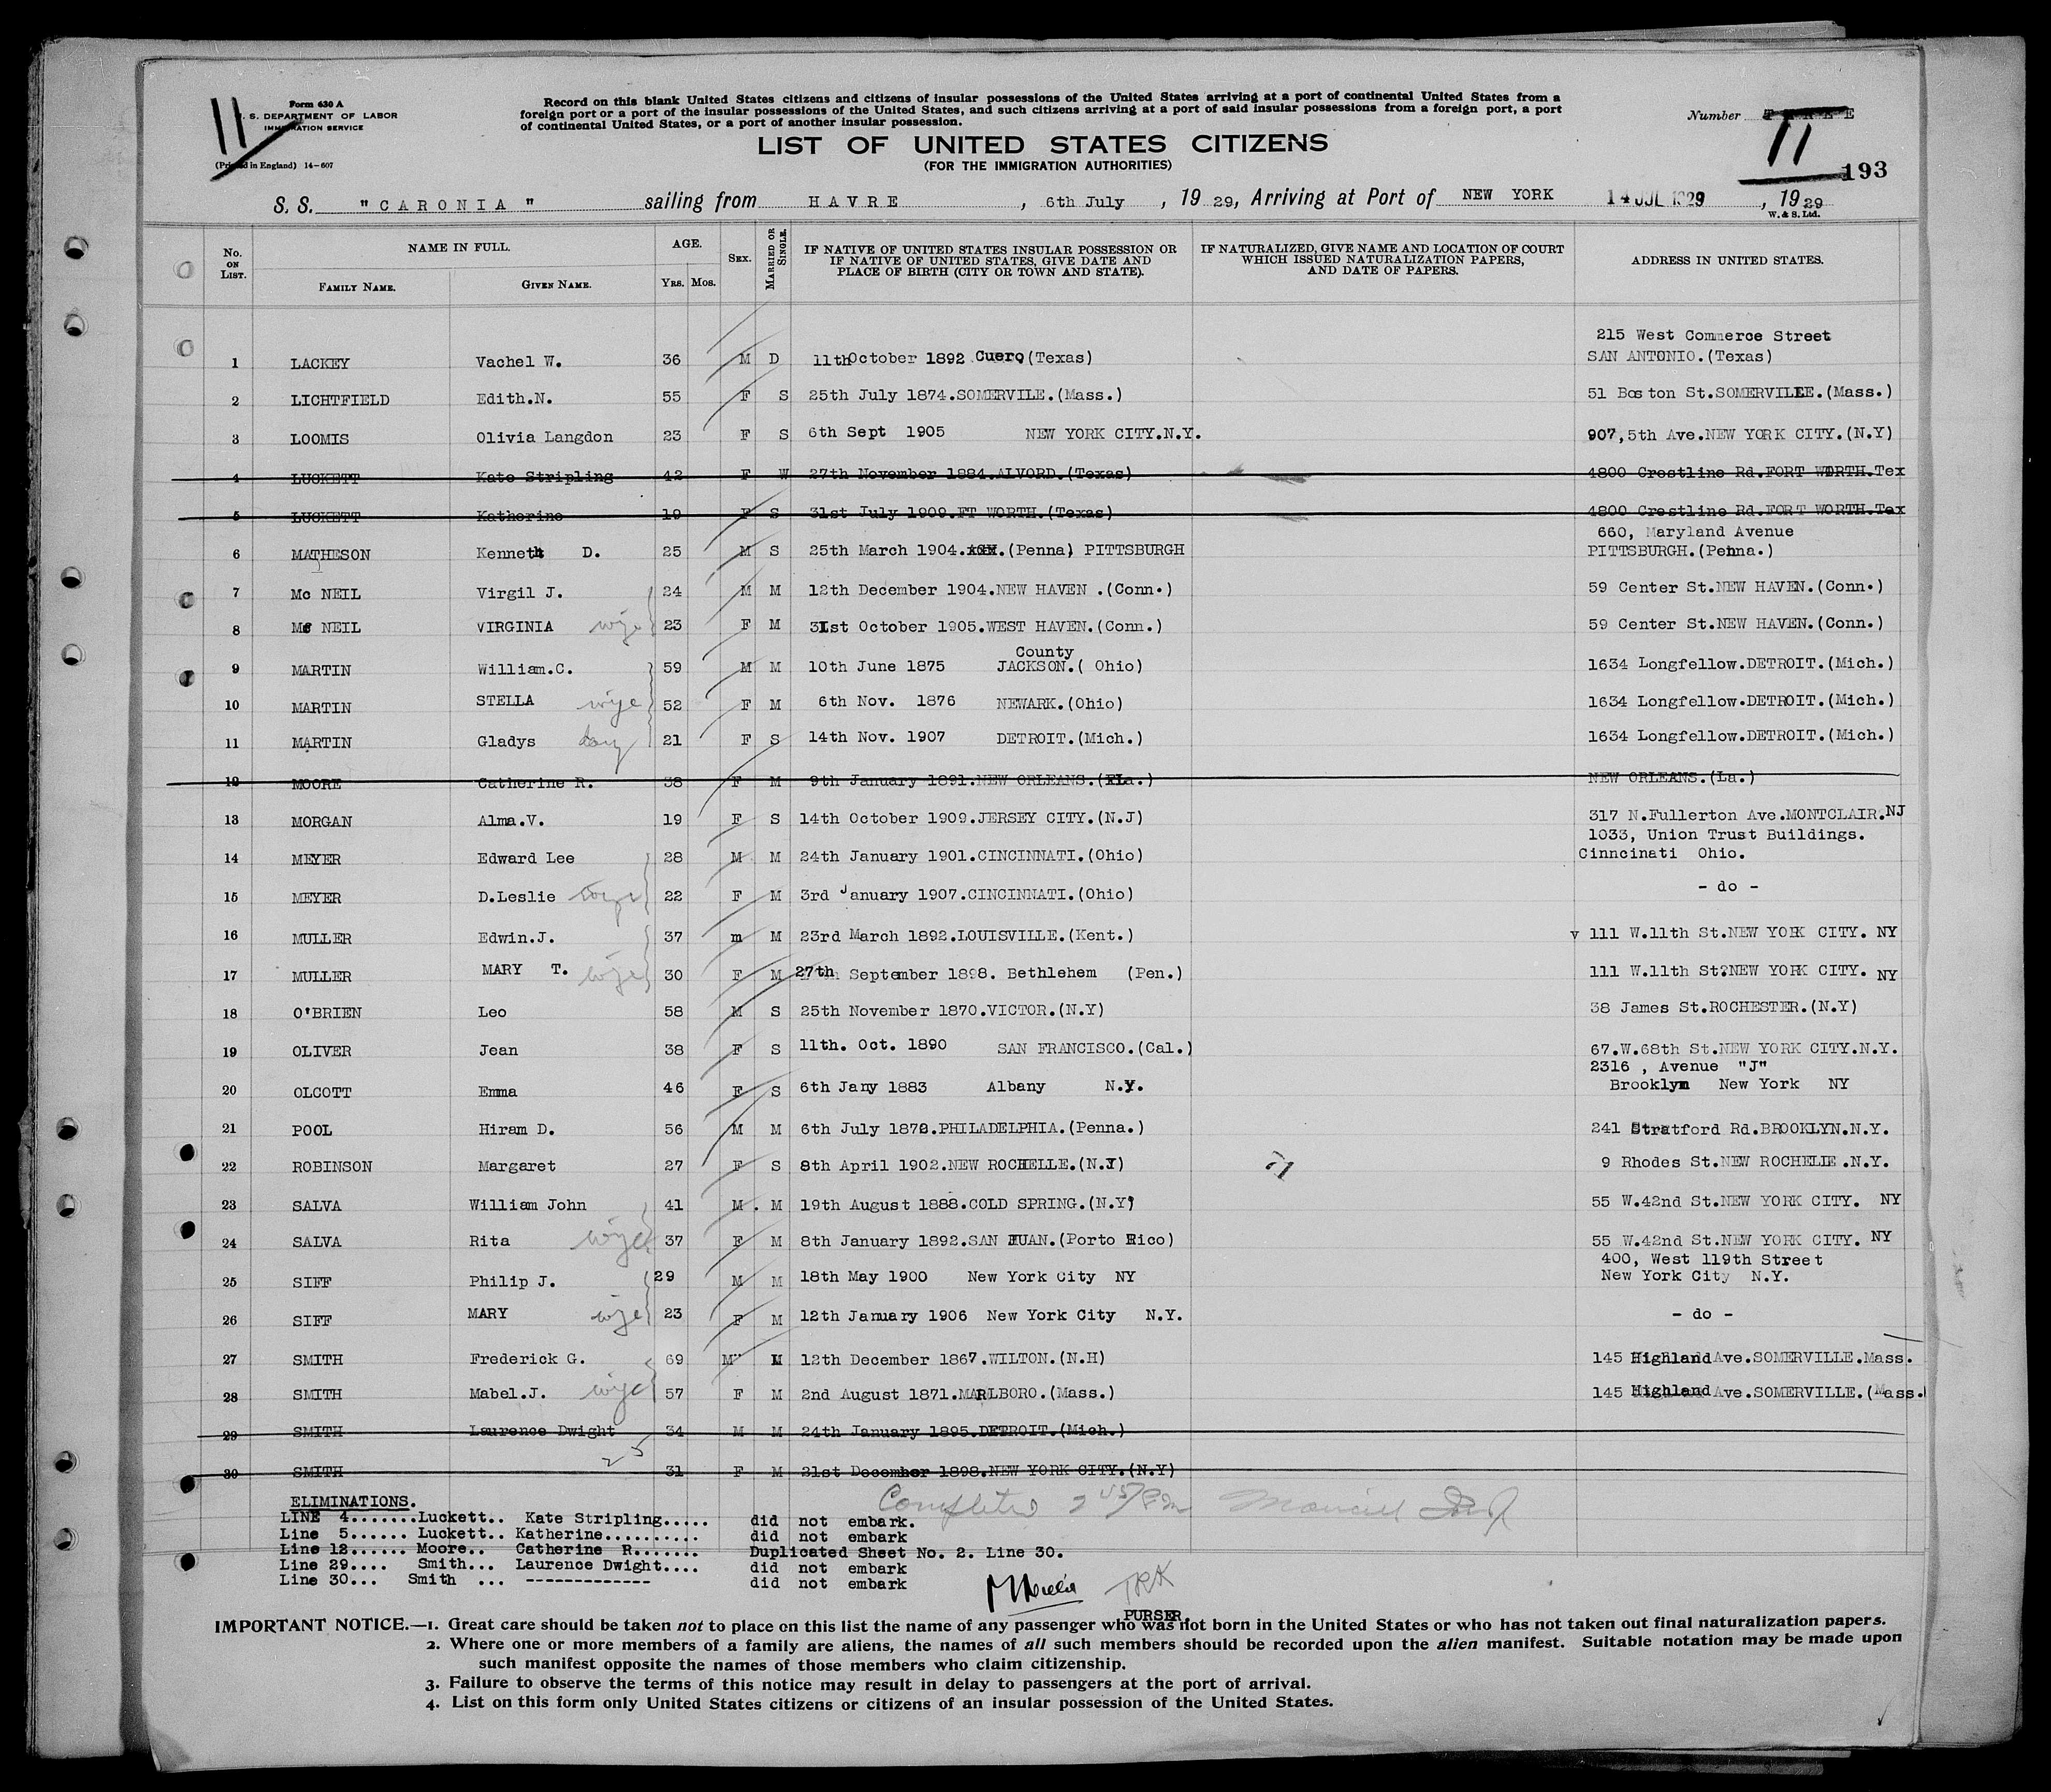 11
Form 630 A
U. S. DEPARTMENT OF LABOR
IMMIGRATION SERVICE
(Printed in England) 14-607
Record on this blank United States citizens and citizens of insular possessions of the United States arriving at a port of continental United States from a
foreign port or a port of the insular possessions of the United States, and such citizens arriving at a port of said insular possessions from a foreign port, a port
of continental United States, or a port of another insular possession.
LIST OF UNITED STATES CITIZENS
(FOR THE IMMIGRATION AUTHORITIES)
Number 11
193
S. S. "CARONIA" sailing from HAVRE, 6th July, 19 29, Arriving at Port of NEW YORK 14 JUL 1929, 19 29
W. & S. Ltd.
No. ON LIST. NAME IN FULL. FAMILY NAME. GIVEN NAME. AGE. YRS. MOS. SEX. MARRIED OR SINGLE. IF NATIVE OF UNITED STATES INSULAR POSSESSION OR IF NATIVE OF UNITED STATES, GIVE DATE AND PLACE OF BIRTH (CITY OR TOWN AND STATE). IF NATURALIZED, GIVE NAME AND LOCATION OF COURT WHICH ISSUED NATURALIZATION PAPERS, AND DATE OF PAPERS. ADDRESS IN UNITED STATES.
215 West Commerce Street
1 LACKEY Vachel W. 36 M D 11th October 1892 Cuero,(Texas) SAN ANTONIO.(Texas)
2 LICHTFIELD Edith.N. 55 F S 25th July 1874.SOMERVILE.(Mass.) 51 Boston St.SOMERVILLE.(Mass.)
3 LOOMIS Olivia Langdon 23 F S 6th Sept 1905 NEW YORK CITY.N.Y. 907,5th Ave.NEW YORK CITY.(N.Y)
4 LUCKETT Kate Stripling 42 F W 27th November 1884.ALVORD.(Texas) 4800 Crestline Rd.FORT WORTH.Tex
5 LUCKETT Katherine 19 F S 31st July 1909.FT WORTH.(Texas) 4800 Crestline Rd.FORT WORTH.Tex
660, Maryland Avenue
6 MATHESON Kenneth D. 25 M S 25th March 1904.(Penna) PITTSBURGH PITTSBURGH.(Penna.)
7 Mc NEIL Virgil J. 24 M M 12th December 1904.NEW HAVEN .(Conn.) 59 Center St.NEW HAVEN.(Conn.)
8 Mc NEIL VIRGINIA wife 23 F M 31st October 1905.WEST HAVEN.(Conn.) 59 Center St.NEW HAVEN.(Conn.)
County
9 MARTIN William.C. 59 M M 10th June 1875 JACKSON.( Ohio) 1634 Longfellow.DETROIT.(Mich.)
10 MARTIN STELLA wife 52 F M 6th Nov. 1876 NEWARK.(Ohio) 1634 Longfellow.DETROIT.(Mich.)
11 MARTIN Gladys 21 F S 14th Nov. 1907 DETROIT.(Mich.) 1634 Longfellow.DETROIT.(Mich.)
12 MOORE Catherine R. 38 F M 9th January 1891.NEW ORLEANS.(La.) NEW ORLEANS.(La.)
13 MORGAN Alma.V. 19 F S 14th October 1909.JERSEY CITY.(N.J) 317 N.Fullerton Ave.MONTCLAIR.NJ
1033, Union Trust Buildings.
14 MEYER Edward Lee 28 M M 24th January 1901.CINCINNATI.(Ohio) Cinncinati Ohio.
15 MEYER D.Leslie wife 22 F M 3rd January 1907.CINCINNATI.(Ohio) - do -
16 MULLER Edwin.J. 37 m M 23rd March 1892.LOUISVILLE.(Kent.) v 111 W.11th St.NEW YORK CITY. NY
17 MULLER MARY T. wife 30 F M 27th September 1898. Bethlehem (Pen.) 111 W.11th St.NEW YORK CITY. NY
18 O'BRIEN Leo 58 M S 25th November 1870.VICTOR.(N.Y) 38 James St.ROCHESTER.(N.Y)
19 OLIVER Jean 38 F S 11th. Oct. 1890 SAN FRANCISCO.(Cal.) 67.W.68th St.NEW YORK CITY.N.Y.
2316 , Avenue "J"
20 OLCOTT Emma 46 F S 6th Jany 1883 Albany N.Y. Brooklyn New York NY
21 POOL Hiram D. 56 M M 6th July 1872.PHILADELPHIA.(Penna.) 241 Stratford Rd.BROOKLYN.N.Y.
22 ROBINSON Margaret 27 F S 8th April 1902.NEW ROCHELLE.(N.Y) 9 Rhodes St.NEW ROCHELLE.N.Y.
23 SALVA William John 41 M . M 19th August 1888.COLD SPRING.(N.Y) 55 W.42nd St.NEW YORK CITY. NY
24 SALVA Rita wife 37 F M 8th January 1892.SAN JUAN.(Porto Rico) 55 W.42nd St.NEW YORK CITY. NY
400, West 119th Street
25 SIFF Philip J. 29 M M 18th May 1900 New York City NY New York City N.Y.
26 SIFF MARY wife 23 F M 12th January 1906 New York City N.Y. - do -
27 SMITH Frederick G. 69 M M 12th December 1867.WILTON.(N.H) 145 Highland Ave.SOMERVILLE.Mass.
28 SMITH Mabel.J. wife 57 F M 2nd August 1871.MARLBORO.(Mass.) 145 Highland Ave.SOMERVILLE.(Mass.
29 SMITH Laurence Dwight 34 M M 24th January 1895.DETROIT.(Mich.)
25
30 SMITH 31 F M 21st December 1898.NEW YORK CITY.(N.Y)
Completed
ELIMINATIONS.
LINE 4.......Luckett.. Kate Stripling..... did not embark.
Line 5...... Luckett.. Katherine.......... did not embark
Line 12...... Moore.. Catherine R....... Duplicated Sheet No. 2. Line 30.
Line 29.... Smith... Laurence Dwight.... did not embark
Line 30... Smith ... ------------- did not embark
PURSER.
IMPORTANT NOTICE.—1. Great care should be taken not to place on this list the name of any passenger who was not born in the United States or who has not taken out final naturalization papers.
2. Where one or more members of a family are aliens, the names of all such members should be recorded upon the alien manifest. Suitable notation may be made upon
such manifest opposite the names of those members who claim citizenship.
3. Failure to observe the terms of this notice may result in delay to passengers at the port of arrival.
4. List on this form only United States citizens or citizens of an insular possession of the United States.